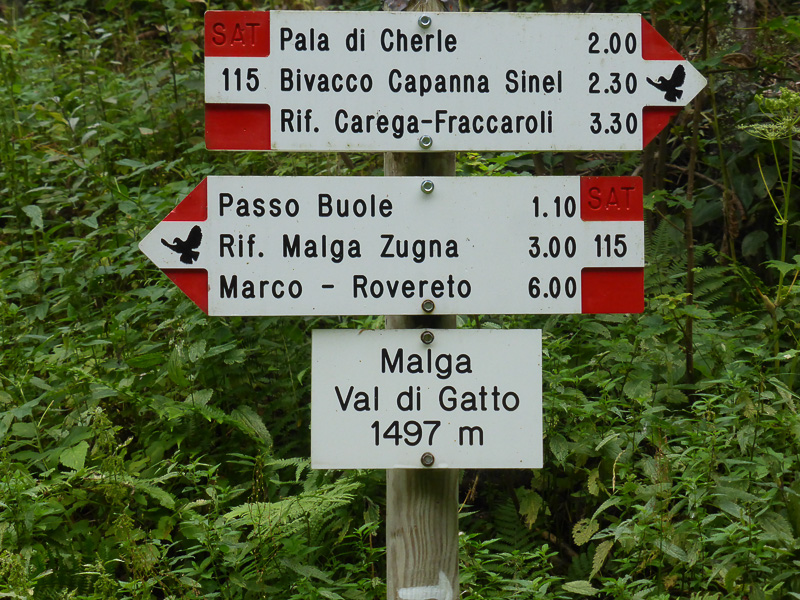 SAT Pala di Cherle 2.00
115 Bivacco Capanna Sinel 2.30
Rif. Carega-Fraccaroli 3.30
Passo Buole 1.10 SAT
Rif. Malga Zugna 3.00 115
Marco - Rovereto 6.00
Malga
Val di Gatto
1497 m